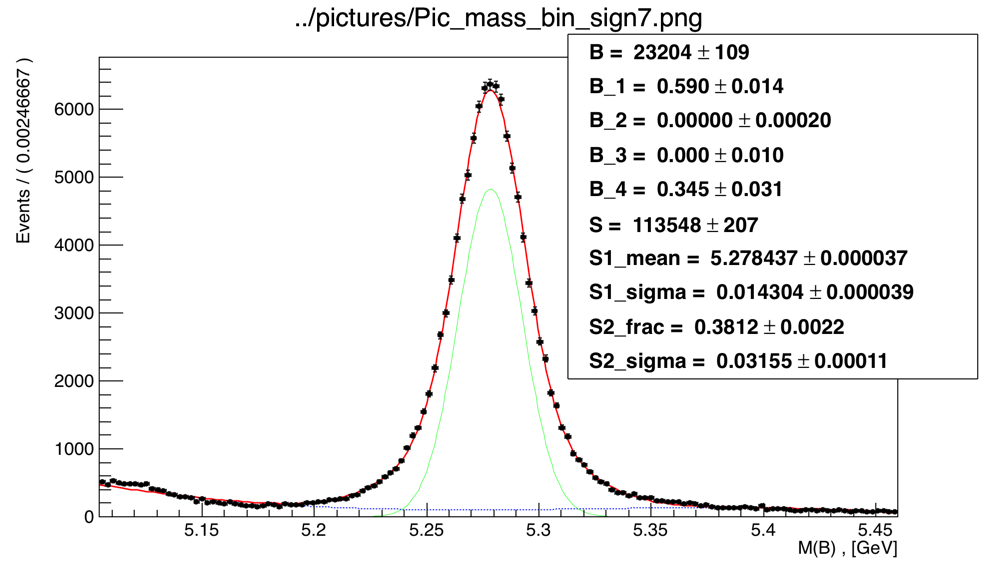 ../pictures/Pic_mass_bin_sign7.png
B = 23204 ± 109
B_1 = 0.590 ± 0.014
B_2 = 0.00000 ± 0.00020
B_3 = 0.000 ± 0.010
B_4 = 0.345 ± 0.031
S = 113548 ± 207
S1_mean = 5.278437 ± 0.000037
S1_sigma = 0.014304 ± 0.000039
S2_frac = 0.3812 ± 0.0022
S2_sigma = 0.03155 ± 0.00011
Events / ( 0.00246667 )
6000
5000
4000
3000
2000
1000
0
5.15 5.2 5.25 5.3 5.35 5.4 5.45
M(B) , [GeV]